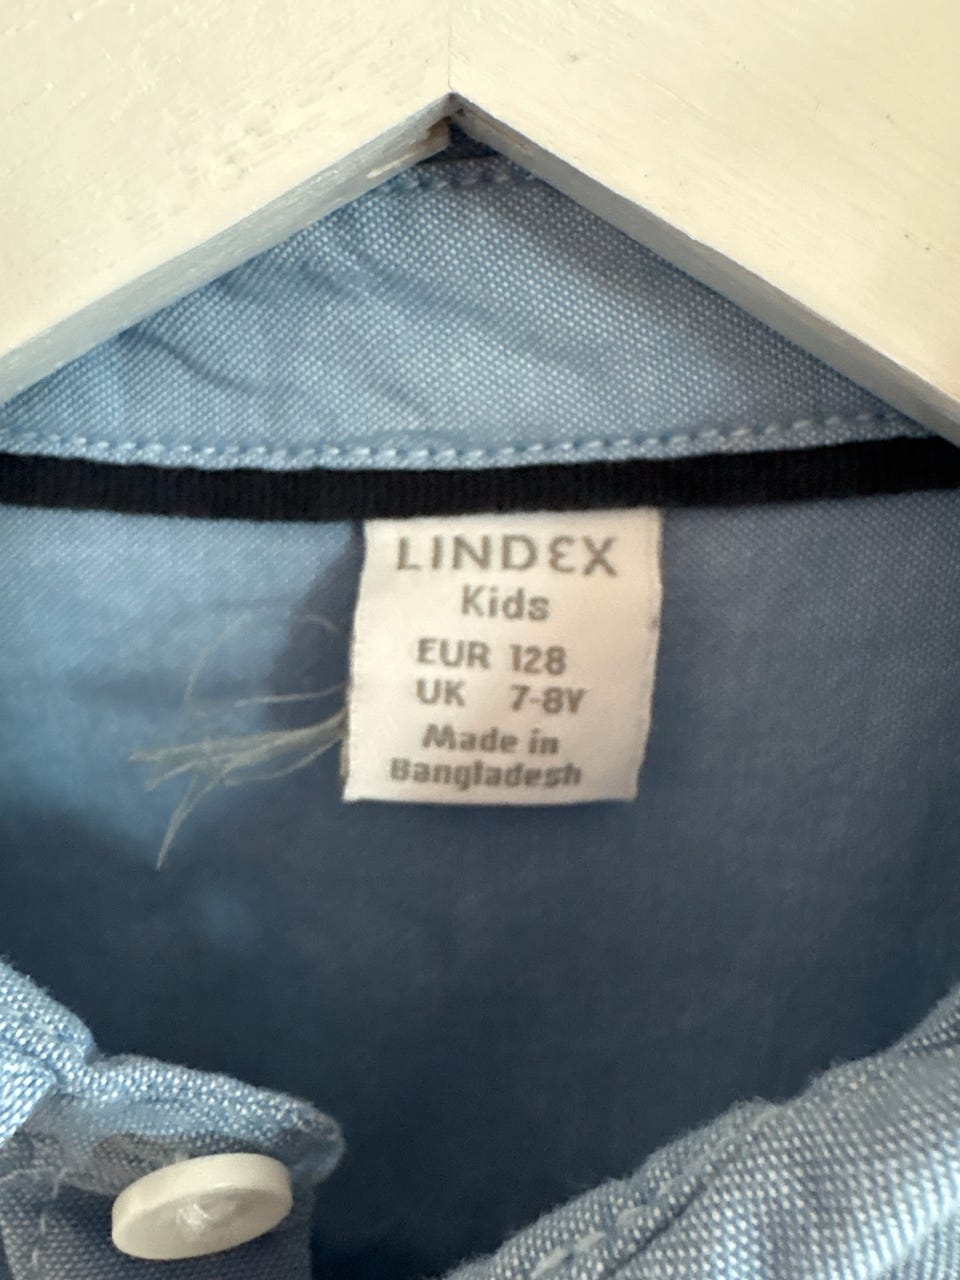 LINDEX
Kids
EUR 128
UK 7-8Y
Made in
Bangladesh